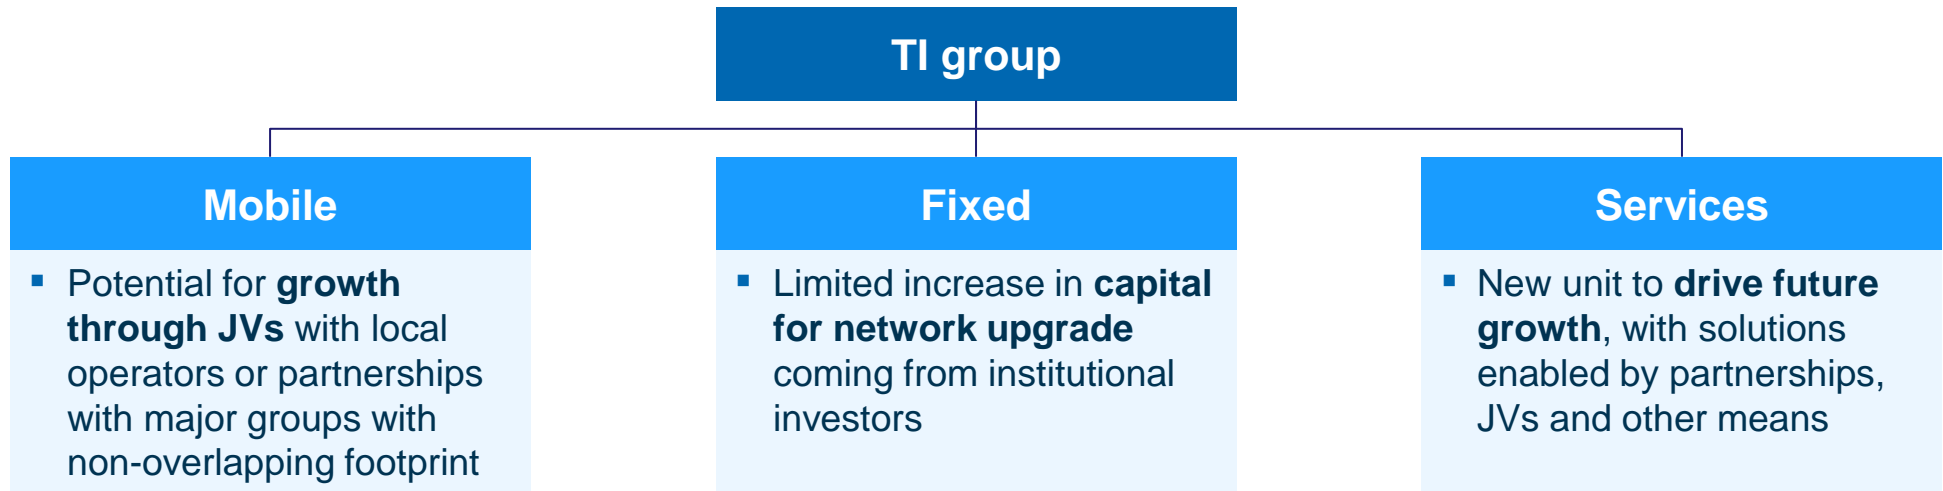 TI group
Mobile
Potential for growth
through JVs with local
operators or partnerships
with major groups with
non-overlapping footprint
Fixed
Limited increase in capital
for network upgrade
coming from institutional
investors
Services
New unit to drive future
growth, with solutions
enabled by partnerships,
JVs and other means